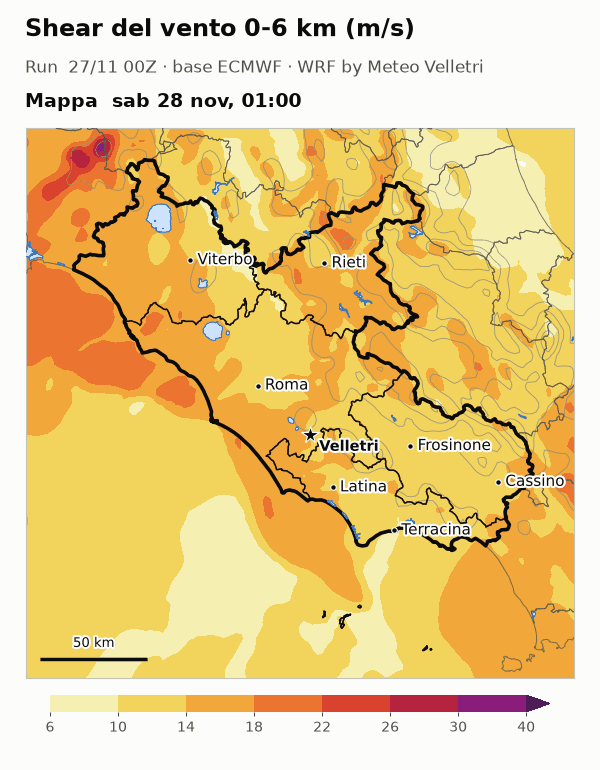 Shear del vento 0-6 km (m/s)
Run  27/11 00Z · base ECMWF · WRF by Meteo Velletri
Mappa  sab 28 nov, 01:00
Viterbo
Rieti
Roma
Velletri
Frosinone
Cassino
Latina
Terracina
50 km
6 10 14 18 22 26 30 40